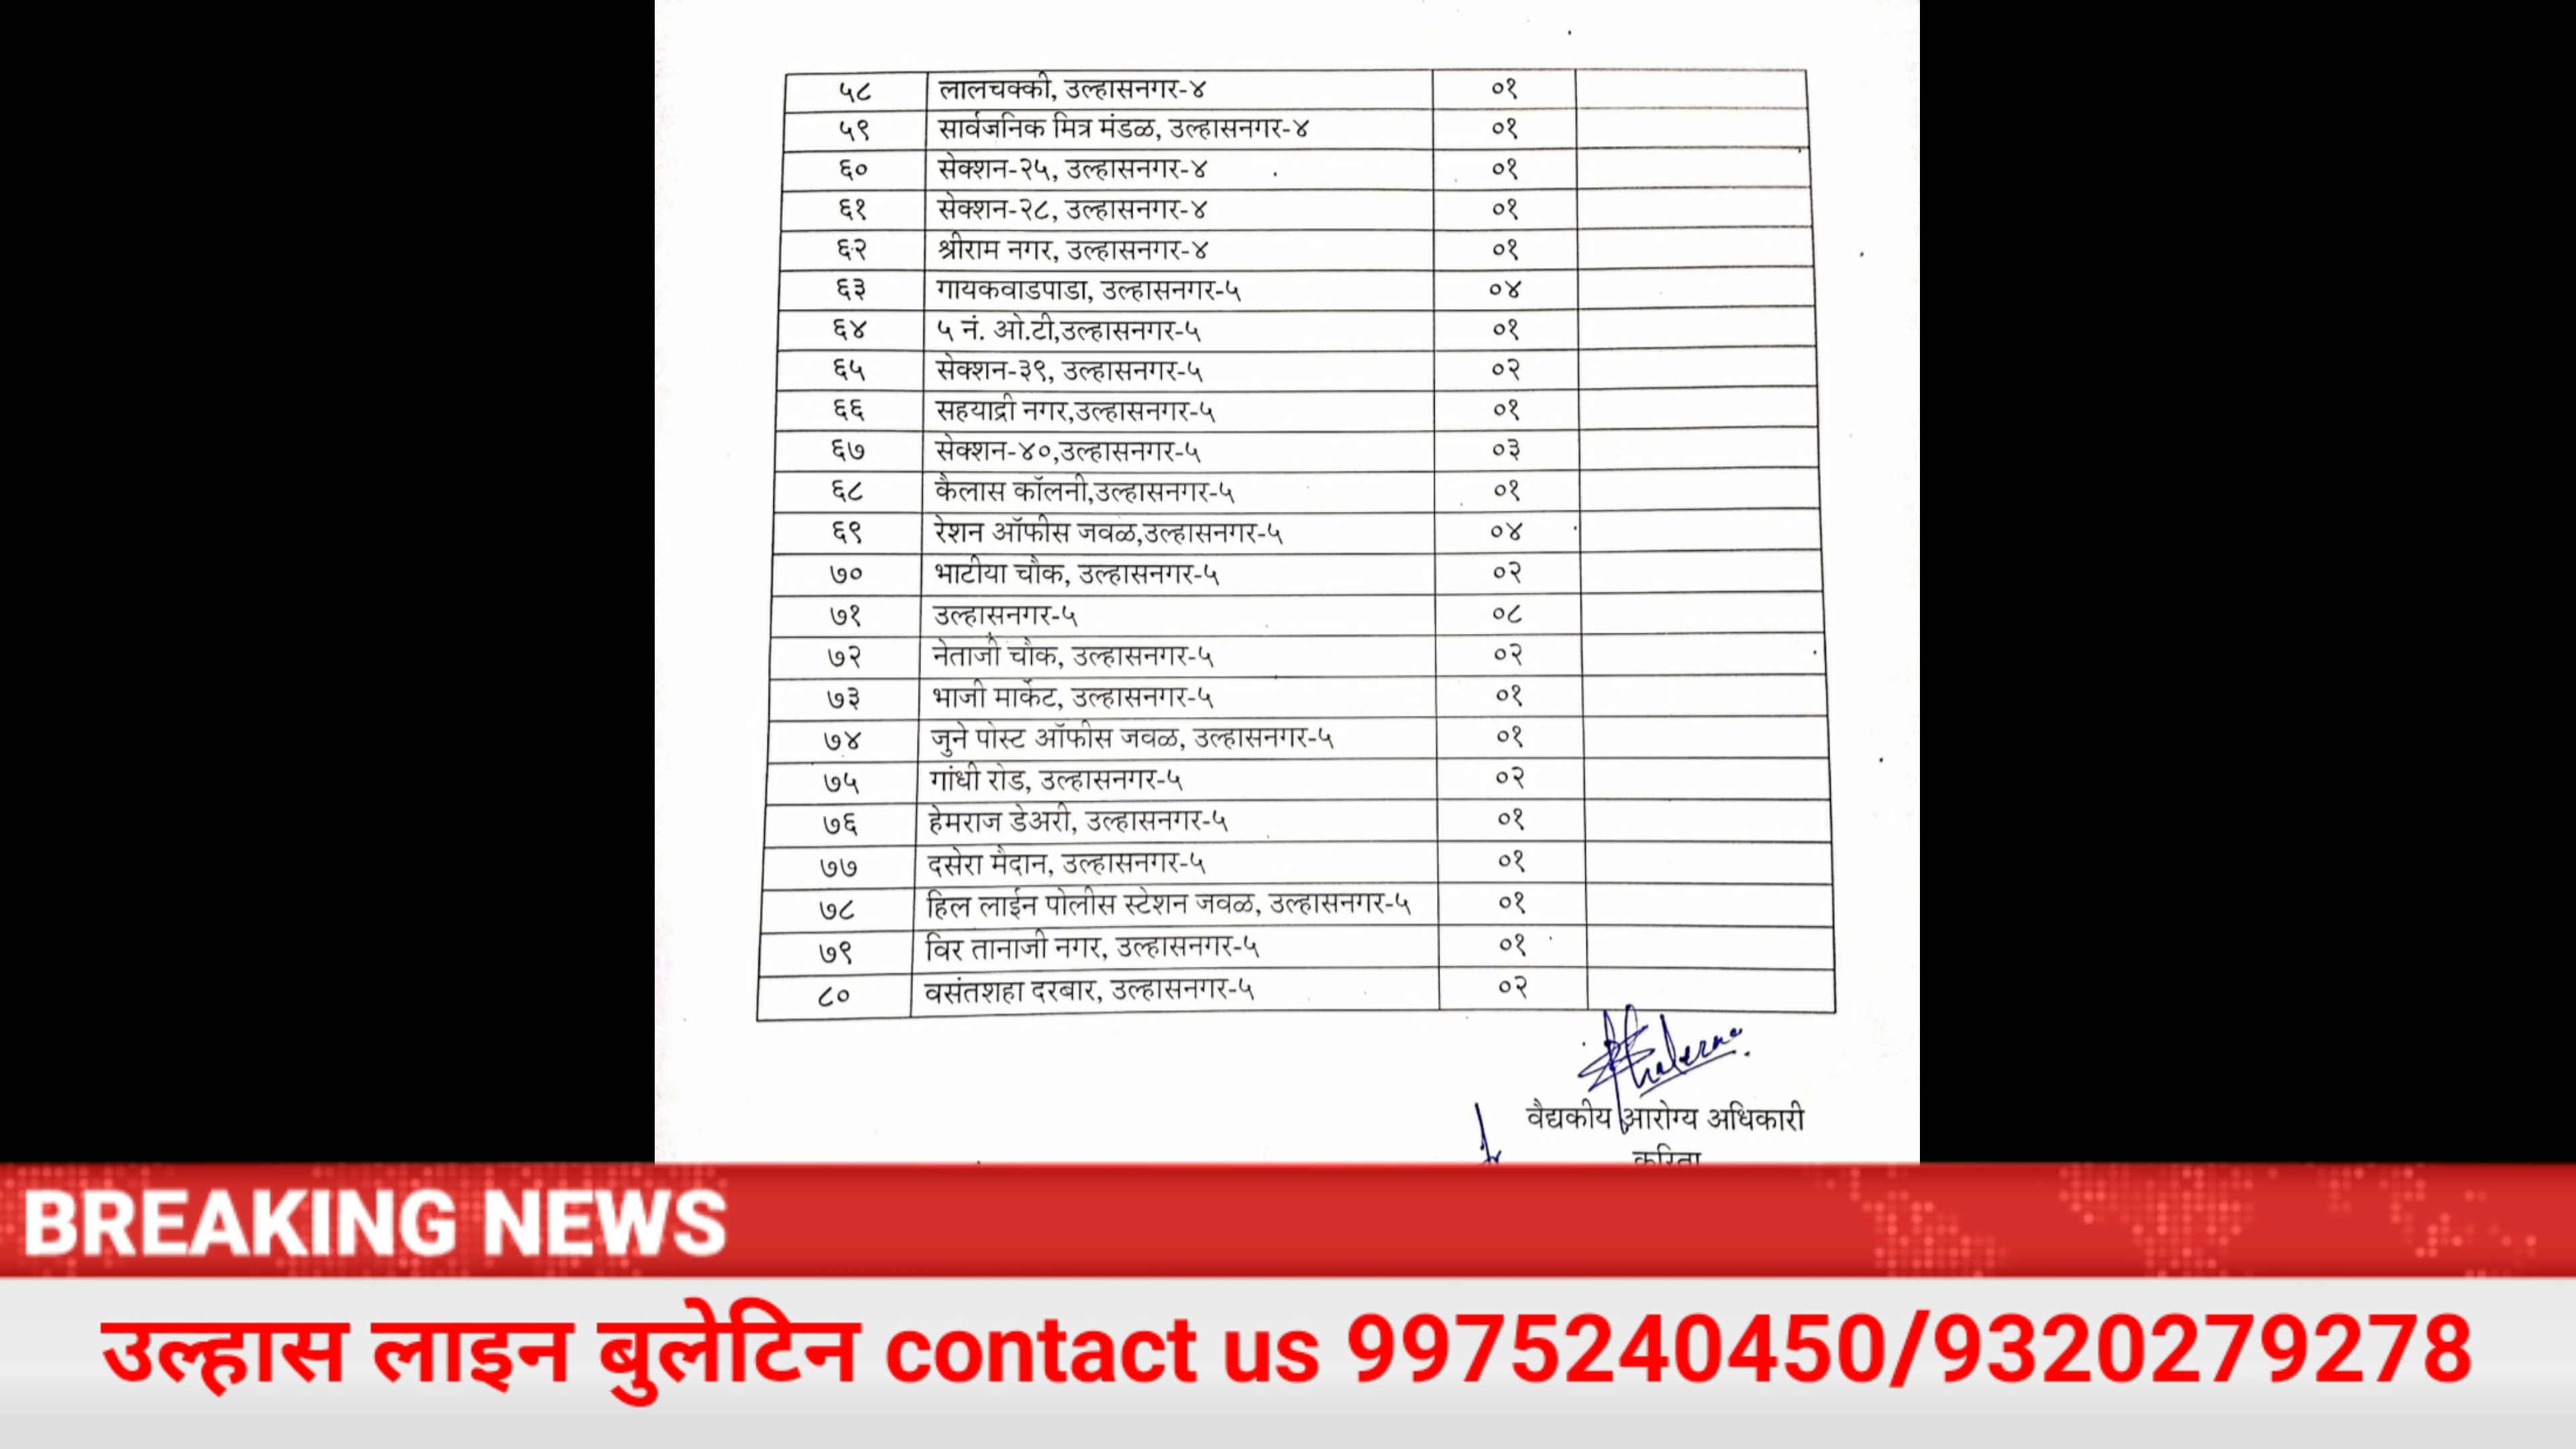 ५८ लालचक्की, उल्हासनगर-४ ०१
५९ सार्वजनिक मित्र मंडळ, उल्हासनगर-४ ०१
६० सेक्शन-२५, उल्हासनगर-४ ०१
६१ सेक्शन-२८, उल्हासनगर-४ ०१
६२ श्रीराम नगर, उल्हासनगर-४ ०१
६३ गायकवाडपाडा, उल्हासनगर-५ ०४
६४ ५ नं. ओ.टी,उल्हासनगर-५ ०१
६५ सेक्शन-३९, उल्हासनगर-५ ०२
६६ सहयाद्री नगर,उल्हासनगर-५ ०१
६७ सेक्शन-४०,उल्हासनगर-५ ०३
६८ कैलास कॉलनी,उल्हासनगर-५ ०१
६९ रेशन ऑफीस जवळ,उल्हासनगर-५ ०४
७० भाटीया चौक, उल्हासनगर-५ ०२
७१ उल्हासनगर-५ ०८
७२ नेताजी चौक, उल्हासनगर-५ ०२
७३ भाजी मार्केट, उल्हासनगर-५ ०१
७४ जुने पोस्ट ऑफीस जवळ, उल्हासनगर-५ ०१
७५ गांधी रोड, उल्हासनगर-५ ०२
७६ हेमराज डेअरी, उल्हासनगर-५ ०१
७७ दसेरा मैदान, उल्हासनगर-५ ०१
७८ हिल लाईन पोलीस स्टेशन जवळ, उल्हासनगर-५ ०१
७९ विर तानाजी नगर, उल्हासनगर-५ ०१
८० वसंतशहा दरबार, उल्हासनगर-५ ०२
वैद्यकीय आरोग्य अधिकारी
करिता
BREAKING NEWS
उल्हास लाइन बुलेटिन contact us 9975240450/9320279278